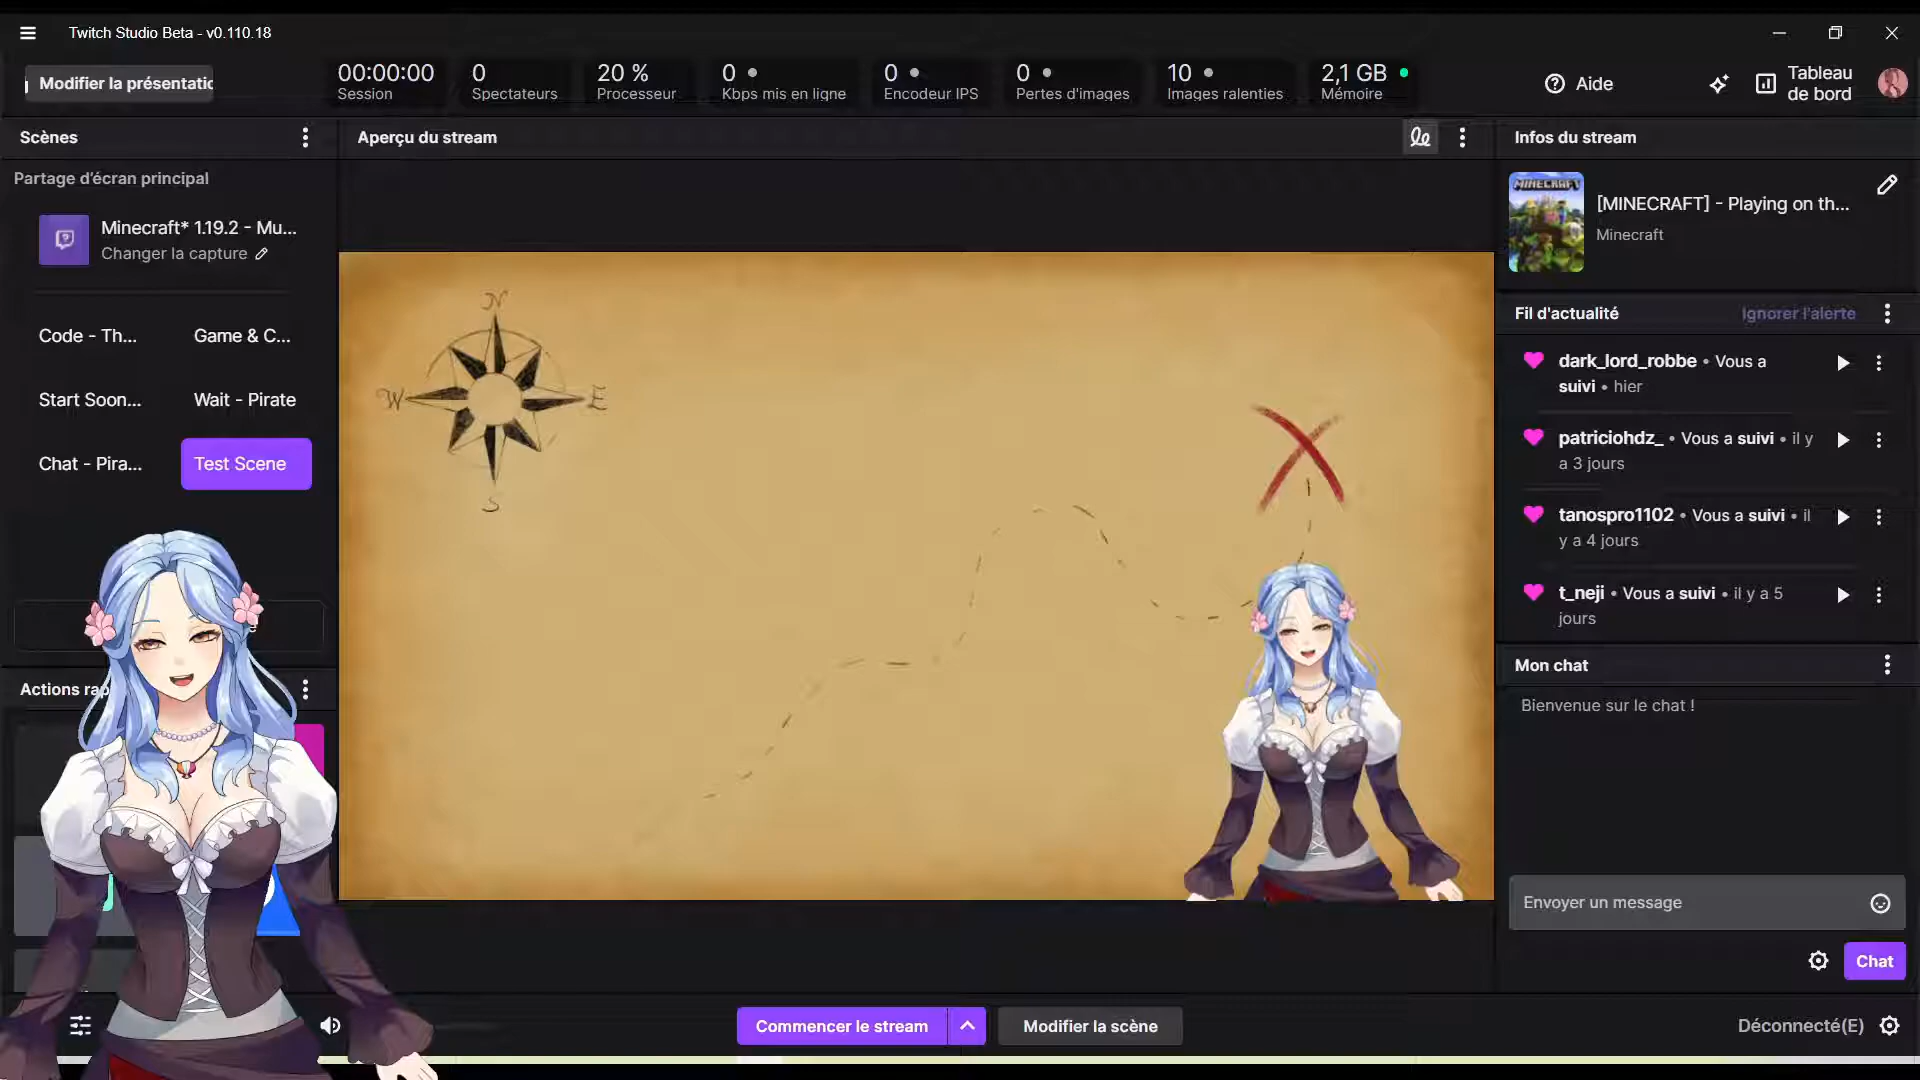 Twitch Studio Beta - v0.110.18
Modifier la présentatic
00:00:00
Session
0
Spectateurs
20 %
Processeur
0
Kbps mis en ligne
0
Encodeur IPS
0
Pertes d'images
10
Images ralenties
2,1 GB
Mémoire
Aide
Tableau
de bord
Scènes
Partage d'écran principal
Minecraft* 1.19.2 - Mu...
Changer la capture
Code - Th...
Game & C...
Start Soon...
Wait - Pirate
Chat - Pira...
Test Scene
Actions rap
Aperçu du stream
N
W
E
S
Commencer le stream
Modifier la scène
Infos du stream
MINECRAFT
[MINECRAFT] - Playing on th...
Minecraft
Fil d'actualité
Ignorer l'alerte
dark_lord_robbe • Vous a
suivi • hier
patriciohdz_ • Vous a suivi • il y
a 3 jours
tanospro1102 • Vous a suivi • il
y a 4 jours
t_neji • Vous a suivi • il y a 5
jours
Mon chat
Bienvenue sur le chat !
Envoyer un message
Chat
Déconnecté(E)